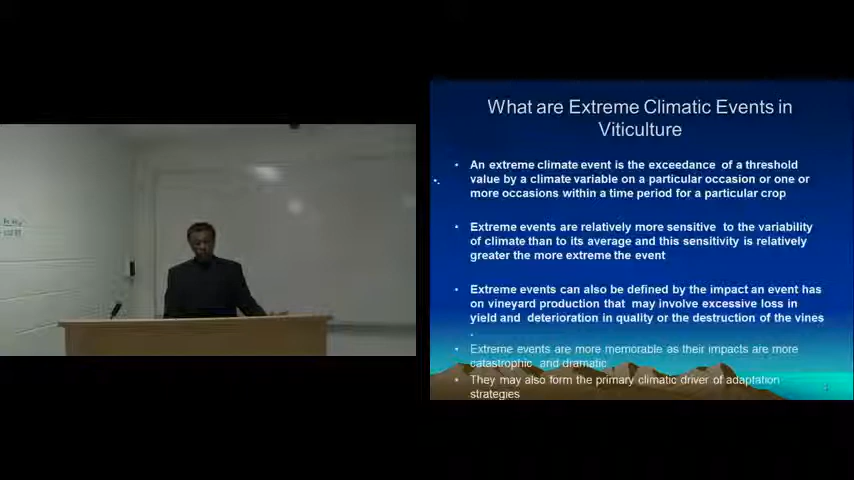 What are Extreme Climatic Events in
Viticulture
An extreme climate event is the exceedance of a threshold
value by a climate variable on a particular occasion or one or
more occasions within a time period for a particular crop
Extreme events are relatively more sensitive to the variability
of climate than to its average and this sensitivity is relatively
greater the more extreme the event
Extreme events can also be defined by the impact an event has
on vineyard production that may involve excessive loss in
yield and deterioration in quality or the destruction of the vines
.
Extreme events are more memorable as their impacts are more
catastrophic and dramatic
They may also form the primary climatic driver of adaptation
strategies